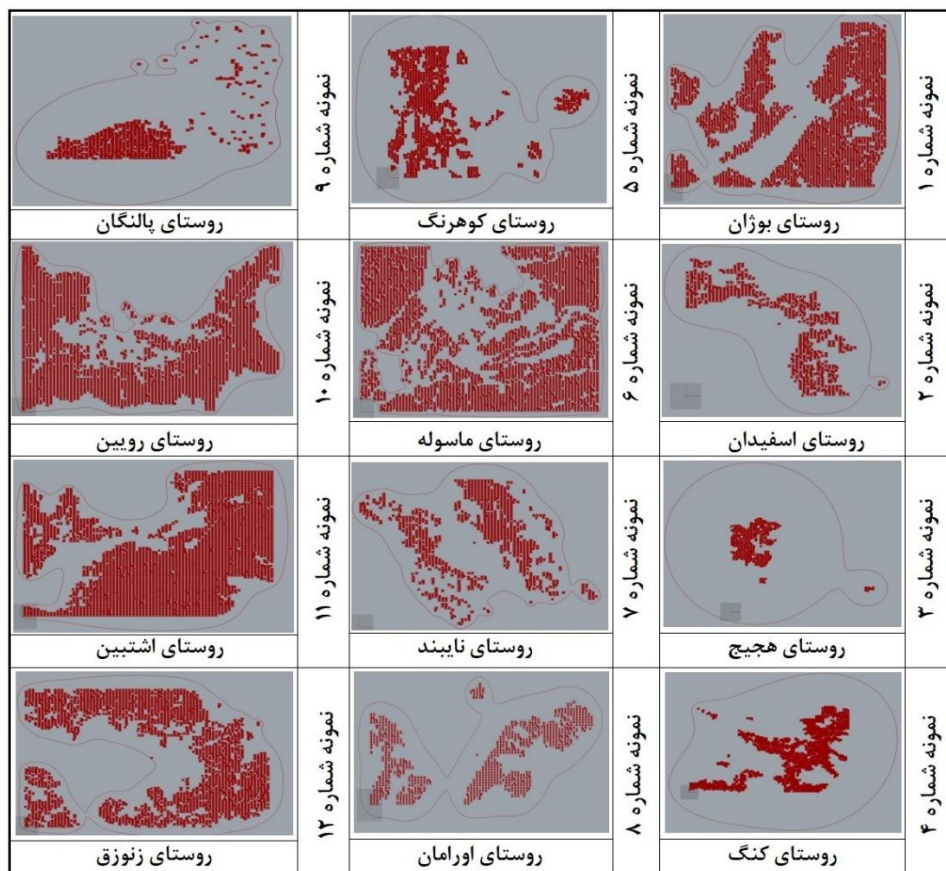 نمونه شماره ۱
روستای بوژان
نمونه شماره ۵
روستای کوهرنگ
نمونه شماره ۹
روستای پالنگان
نمونه شماره ۲
روستای اسفیدان
نمونه شماره ۶
روستای ماسوله
نمونه شماره ۱۰
روستای رویین
نمونه شماره ۳
روستای هجیج
نمونه شماره ۷
روستای نایبند
نمونه شماره ۱۱
روستای اشتبین
نمونه شماره ۴
روستای کنگ
نمونه شماره ۸
روستای اورامان
نمونه شماره ۱۲
روستای زنوزق